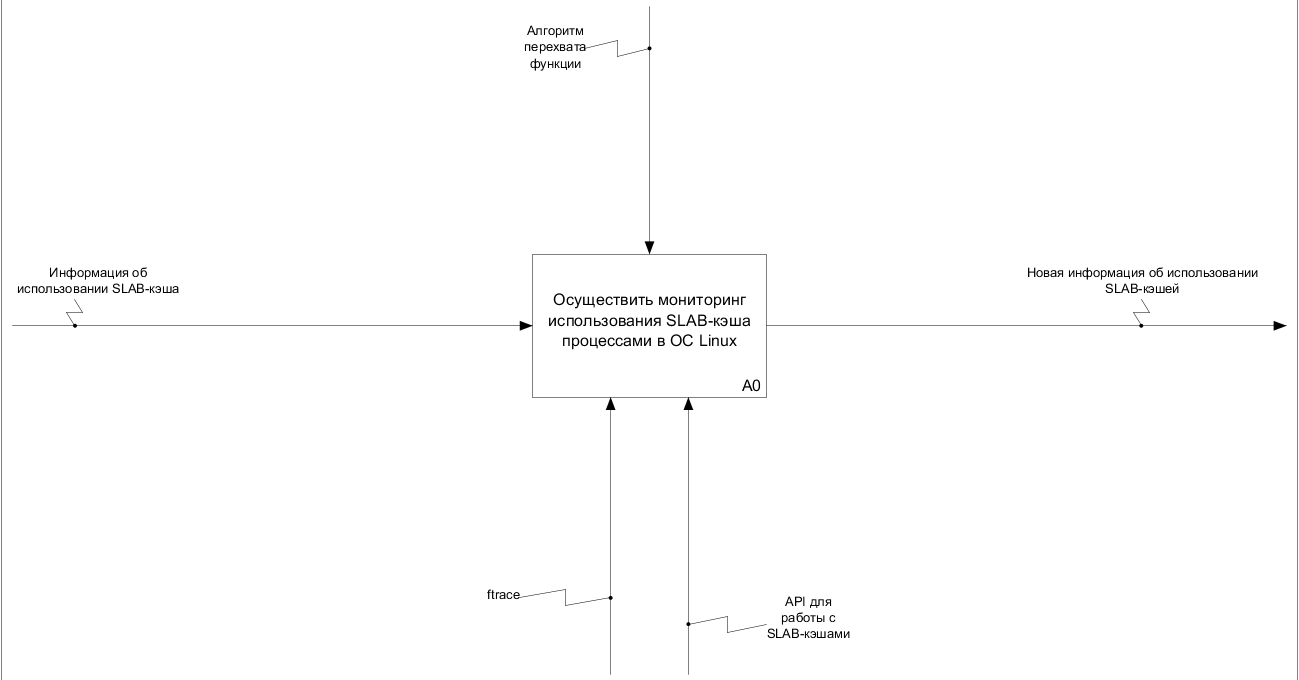 Алгоритм
перехвата
функции
Информация об
использовании SLAB-кэша
Новая информация об использовании
SLAB-кэшей
Осуществить мониторинг
использования SLAB-кэша
процессами в ОС Linux
A0
ftrace
API для
работы с
SLAB-кэшами